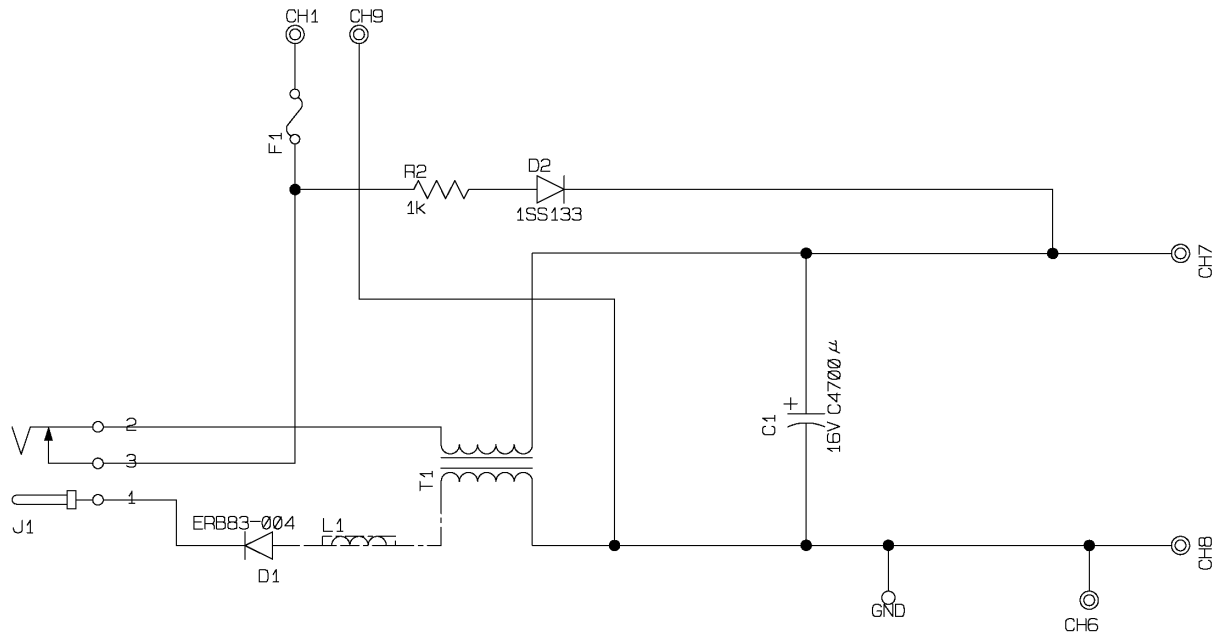 CH1
CH9
F1
R2
1k
D2
1SS133
CH7
C1
16V C4700μ
2
3
1
J1
T1
ERB83-004
L1
D1
CH8
GND
CH6